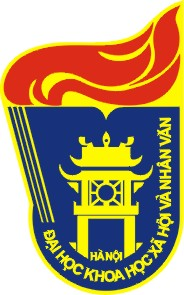 HÀ NỘI
ĐẠI HỌC KHOA HỌC XÃ HỘI VÀ NHÂN VĂN